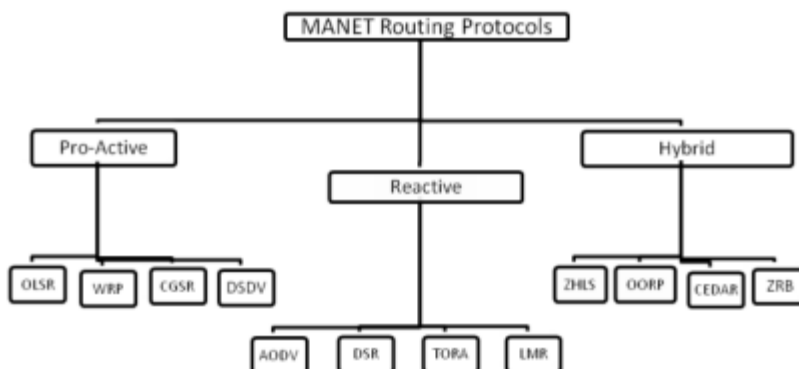 MANET Routing Protocols
Pro-Active
Hybrid
Reactive
OLSR
WRP
CGSR
DSDV
ZHLS
OORP
CEDAR
ZRB
AODV
DSR
TORA
LMR